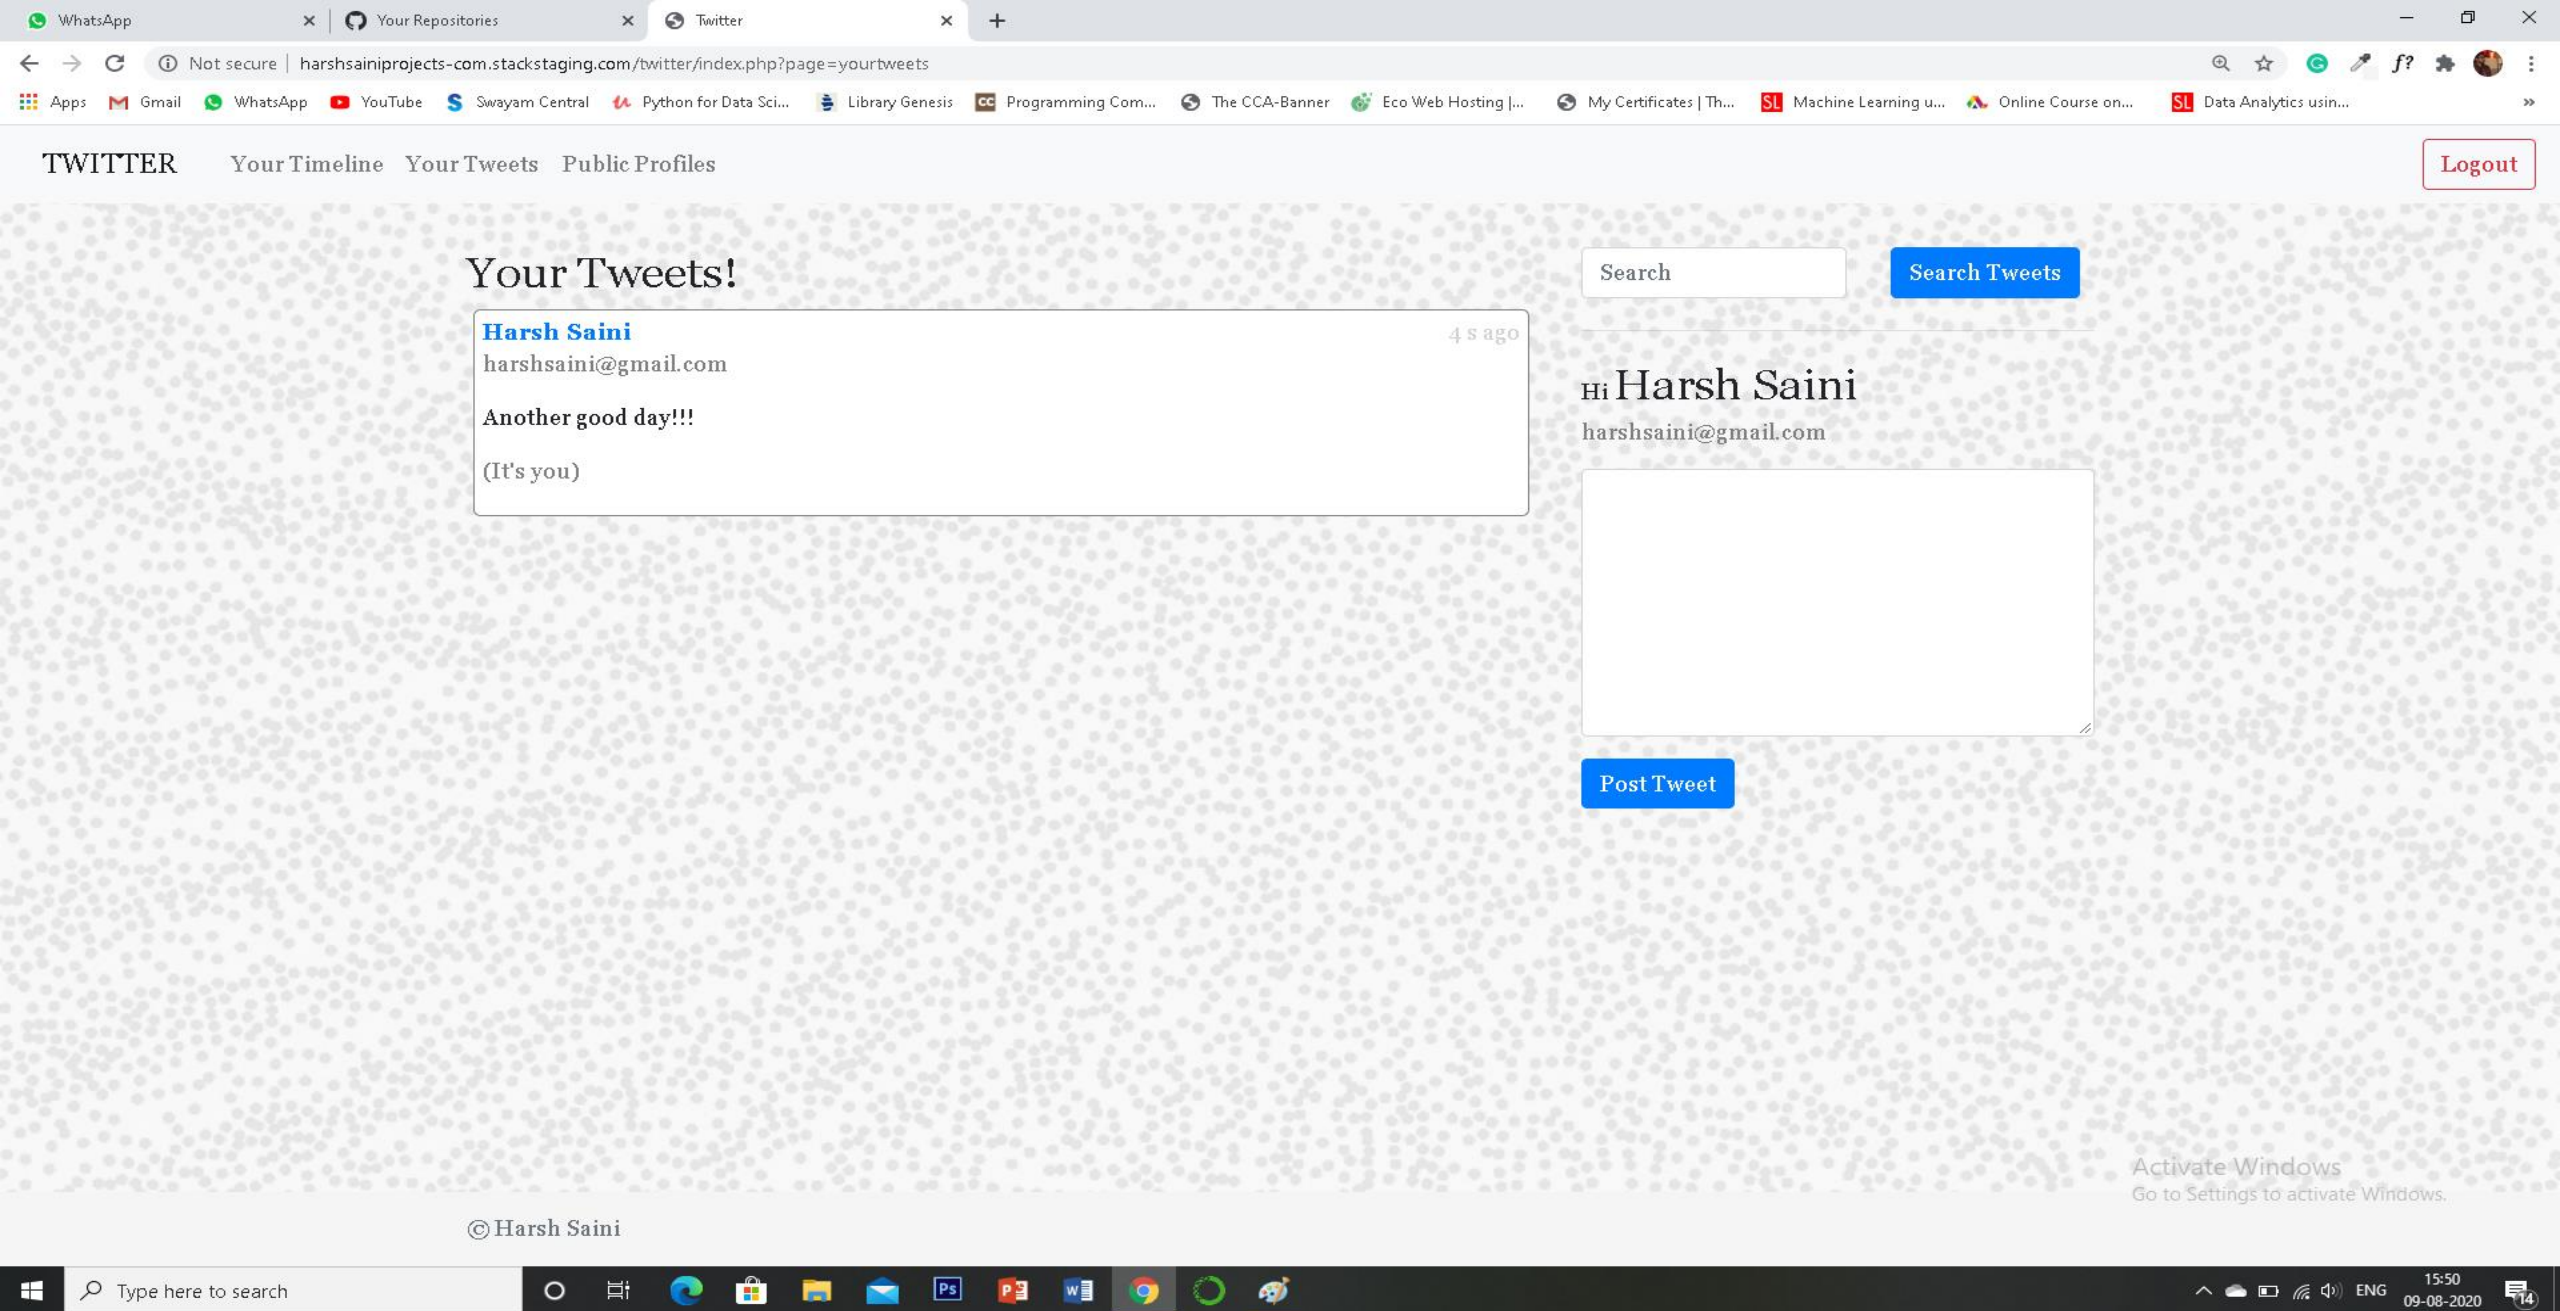 WhatsApp
Your Repositories
Twitter
Not secure | harshsainiprojects-com.stackstaging.com/twitter/index.php?page=yourtweets
f?
Apps Gmail WhatsApp YouTube Swayam Central Python for Data Sci... Library Genesis CC Programming Com... The CCA-Banner Eco Web Hosting |... My Certificates | Th... SL Machine Learning u... Online Course on... SL Data Analytics usin... »
TWITTER Your Timeline Your Tweets Public Profiles Logout
Your Tweets!
Harsh Saini 4 s ago
harshsaini@gmail.com
Another good day!!!
(It's you)
Search Search Tweets
Hi Harsh Saini
harshsaini@gmail.com
Post Tweet
Activate Windows
Go to Settings to activate Windows.
© Harsh Saini
Type here to search
Ps
ENG
15:50
09-08-2020
14